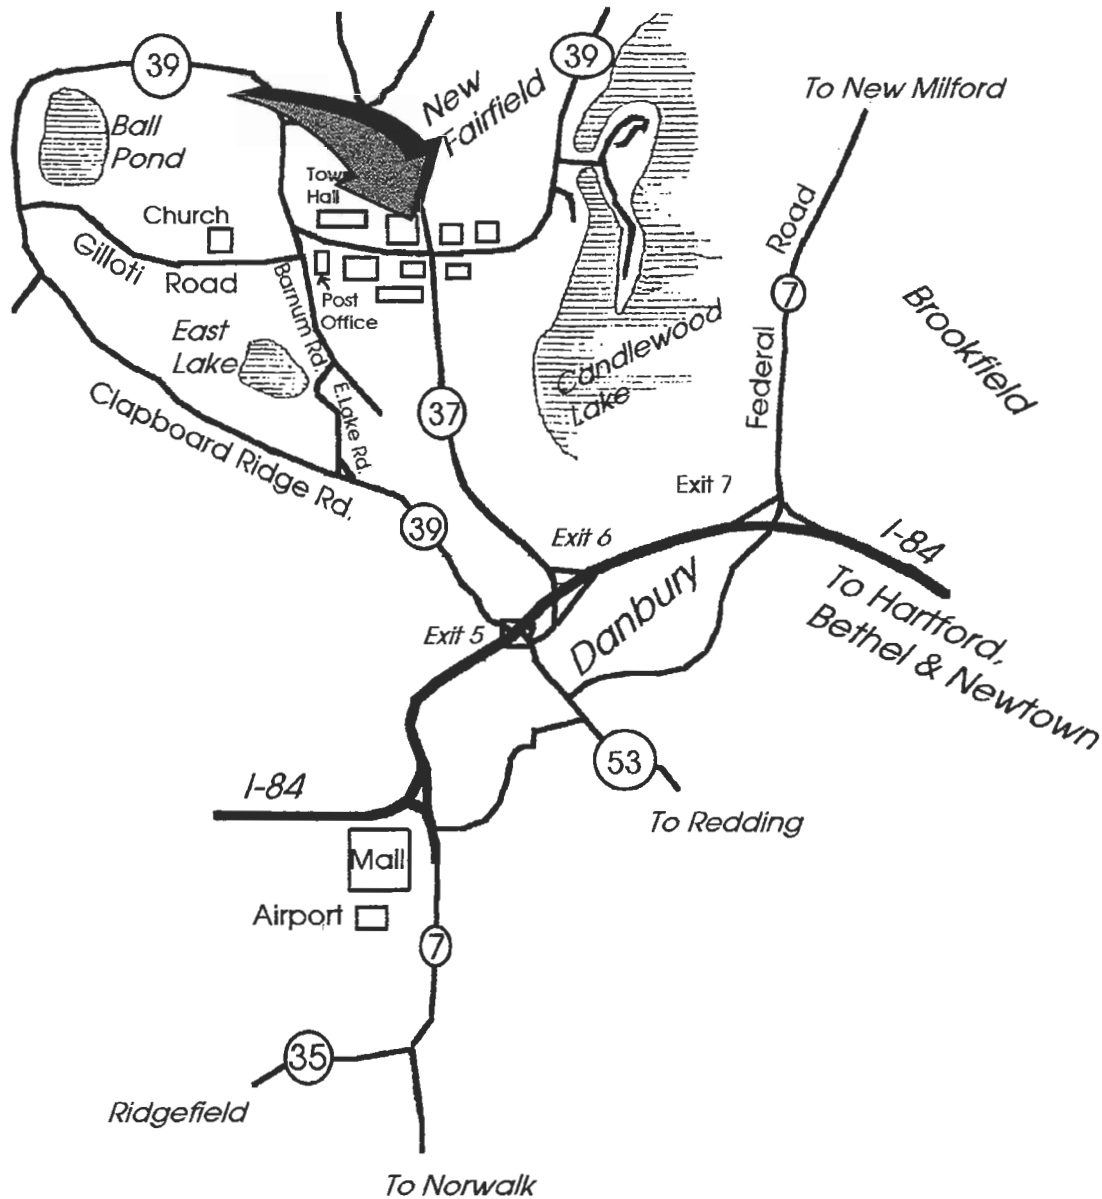 39
39
New
Fairfield
To New Milford
Ball
Pond
Town
Hall
Church
Gilloti
Road
Post
Office
Barnum Rd.
East
Lake
E.Lake Rd.
Clapboard Ridge Rd.
Candlewood
Lake
Road
7
Federal
Brookfield
37
39
Exit 7
Exit 6
Exit 5
I-84
To Hartford,
Bethel & Newtown
Danbury
53
To Redding
I-84
Mall
Airport
7
35
Ridgefield
To Norwalk